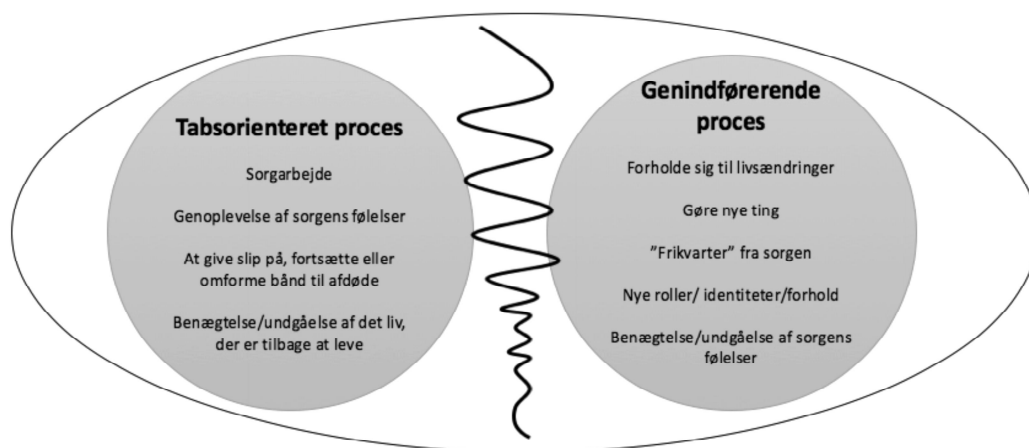 Tabsorienteret proces
Sorgarbejde
Genoplevelse af sorgens følelser
At give slip på, fortsætte eller
omforme bånd til afdøde
Benægtelse/undgåelse af det liv,
der er tilbage at leve
Genindførerende
proces
Forholde sig til livsændringer
Gøre nye ting
”Frikvarter” fra sorgen
Nye roller/ identiteter/forhold
Benægtelse/undgåelse af sorgens
følelser